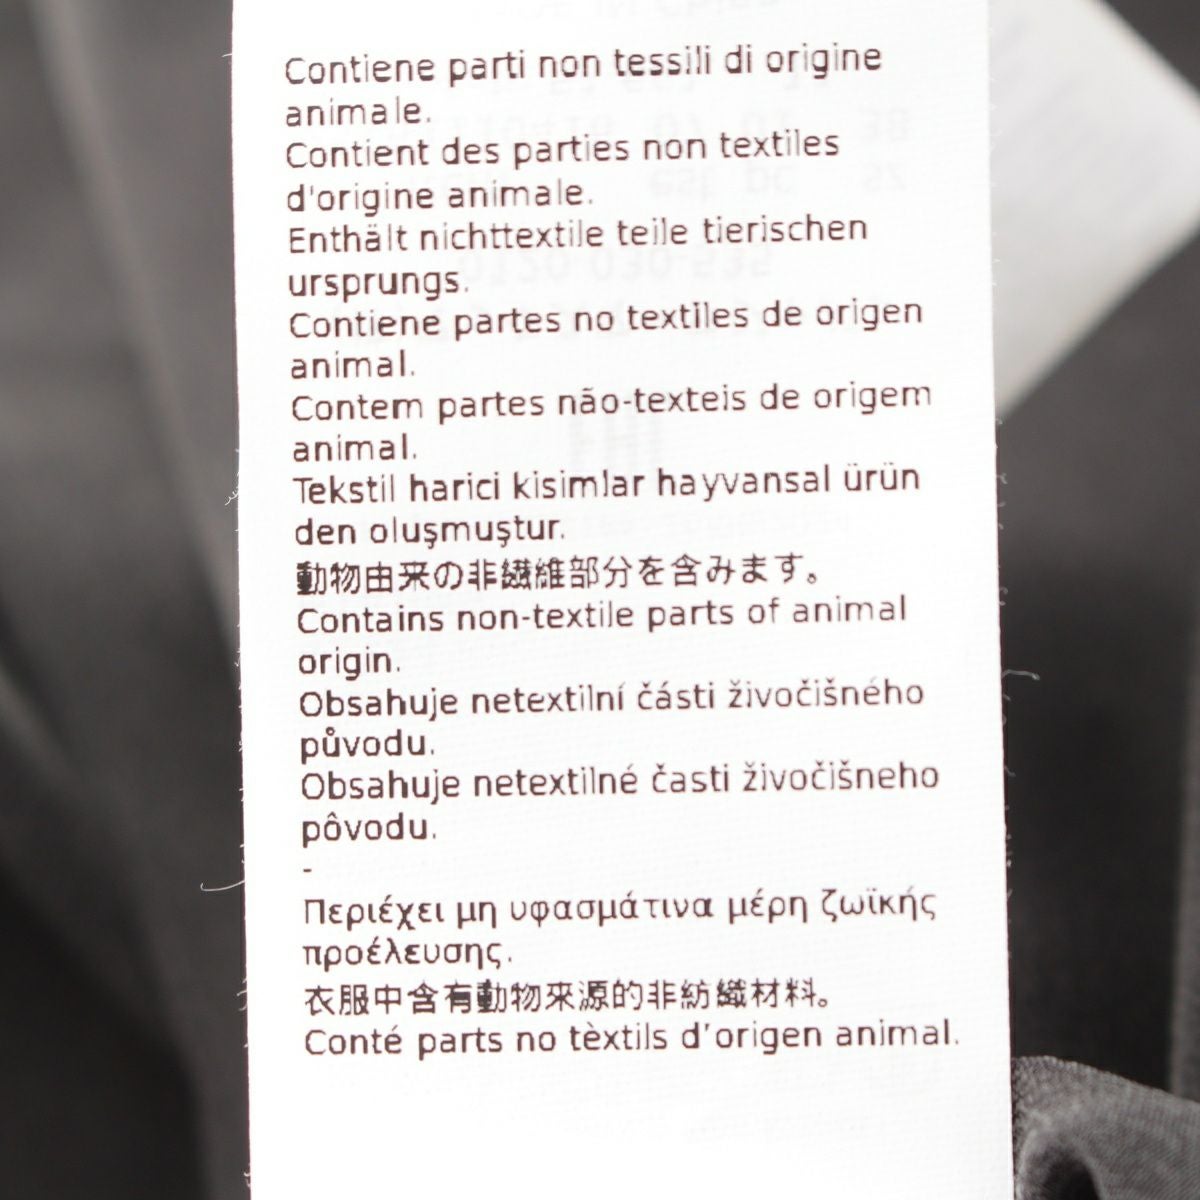 Contiene parti non tessili di origine
animale.
Contient des parties non textiles
d'origine animale.
Enthält nichttextile teile tierischen
ursprungs.
Contiene partes no textiles de origen
animal.
Contem partes não-texteis de origem
animal.
Tekstil harici kisimlar hayvansal ürün
den oluşmuştur.
動物由来の非繊維部分を含みます。
Contains non-textile parts of animal
origin.
Obsahuje netextilní části živočišného
původu.
Obsahuje netextilné časti živočišneho
pôvodu.
-
Περιέχει μη υφασμάτινα μέρη ζωϊκής
προέλευσης.
衣服中含有動物來源的非紡織材料。
Conté parts no tèxtils d'origen animal.